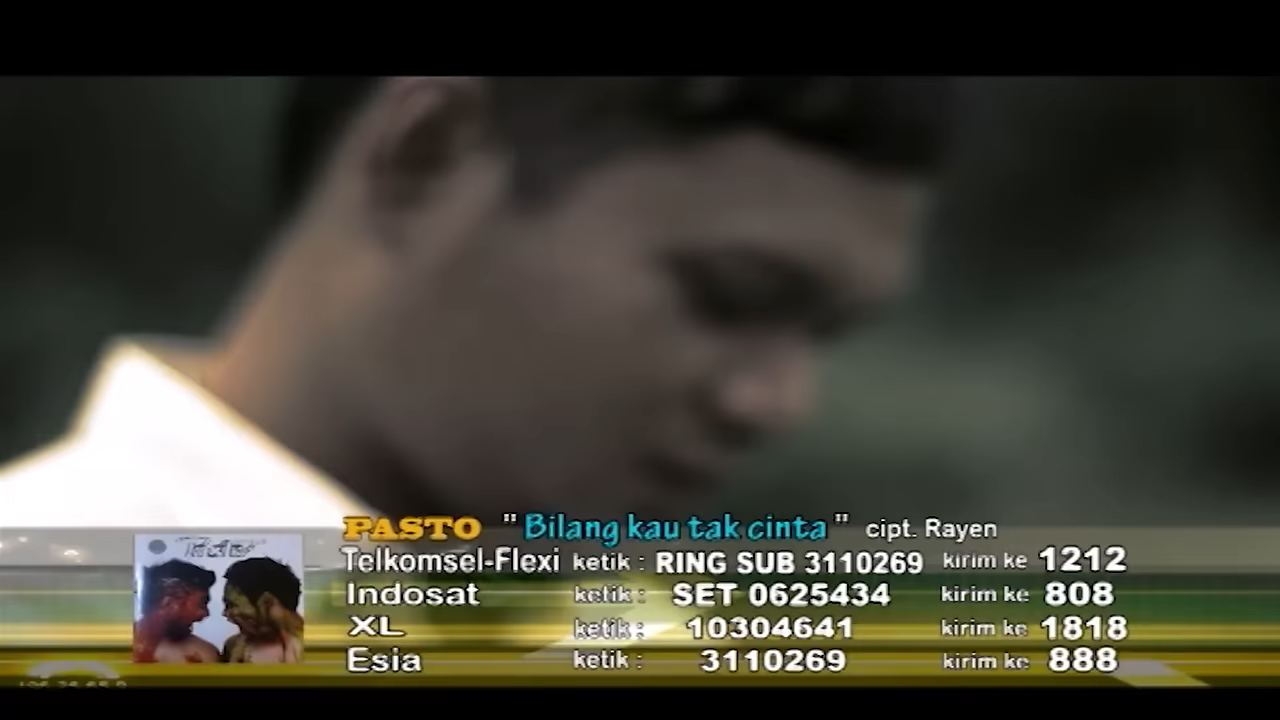 PASTO " Bilang kau tak cinta " cipt. Rayen
Telkomsel-Flexi ketik : RING SUB 3110269 kirim ke 1212
Indosat ketik : SET 0625434 kirim ke 808
XL ketik : 10304641 kirim ke 1818
Esia ketik : 3110269 kirim ke 888